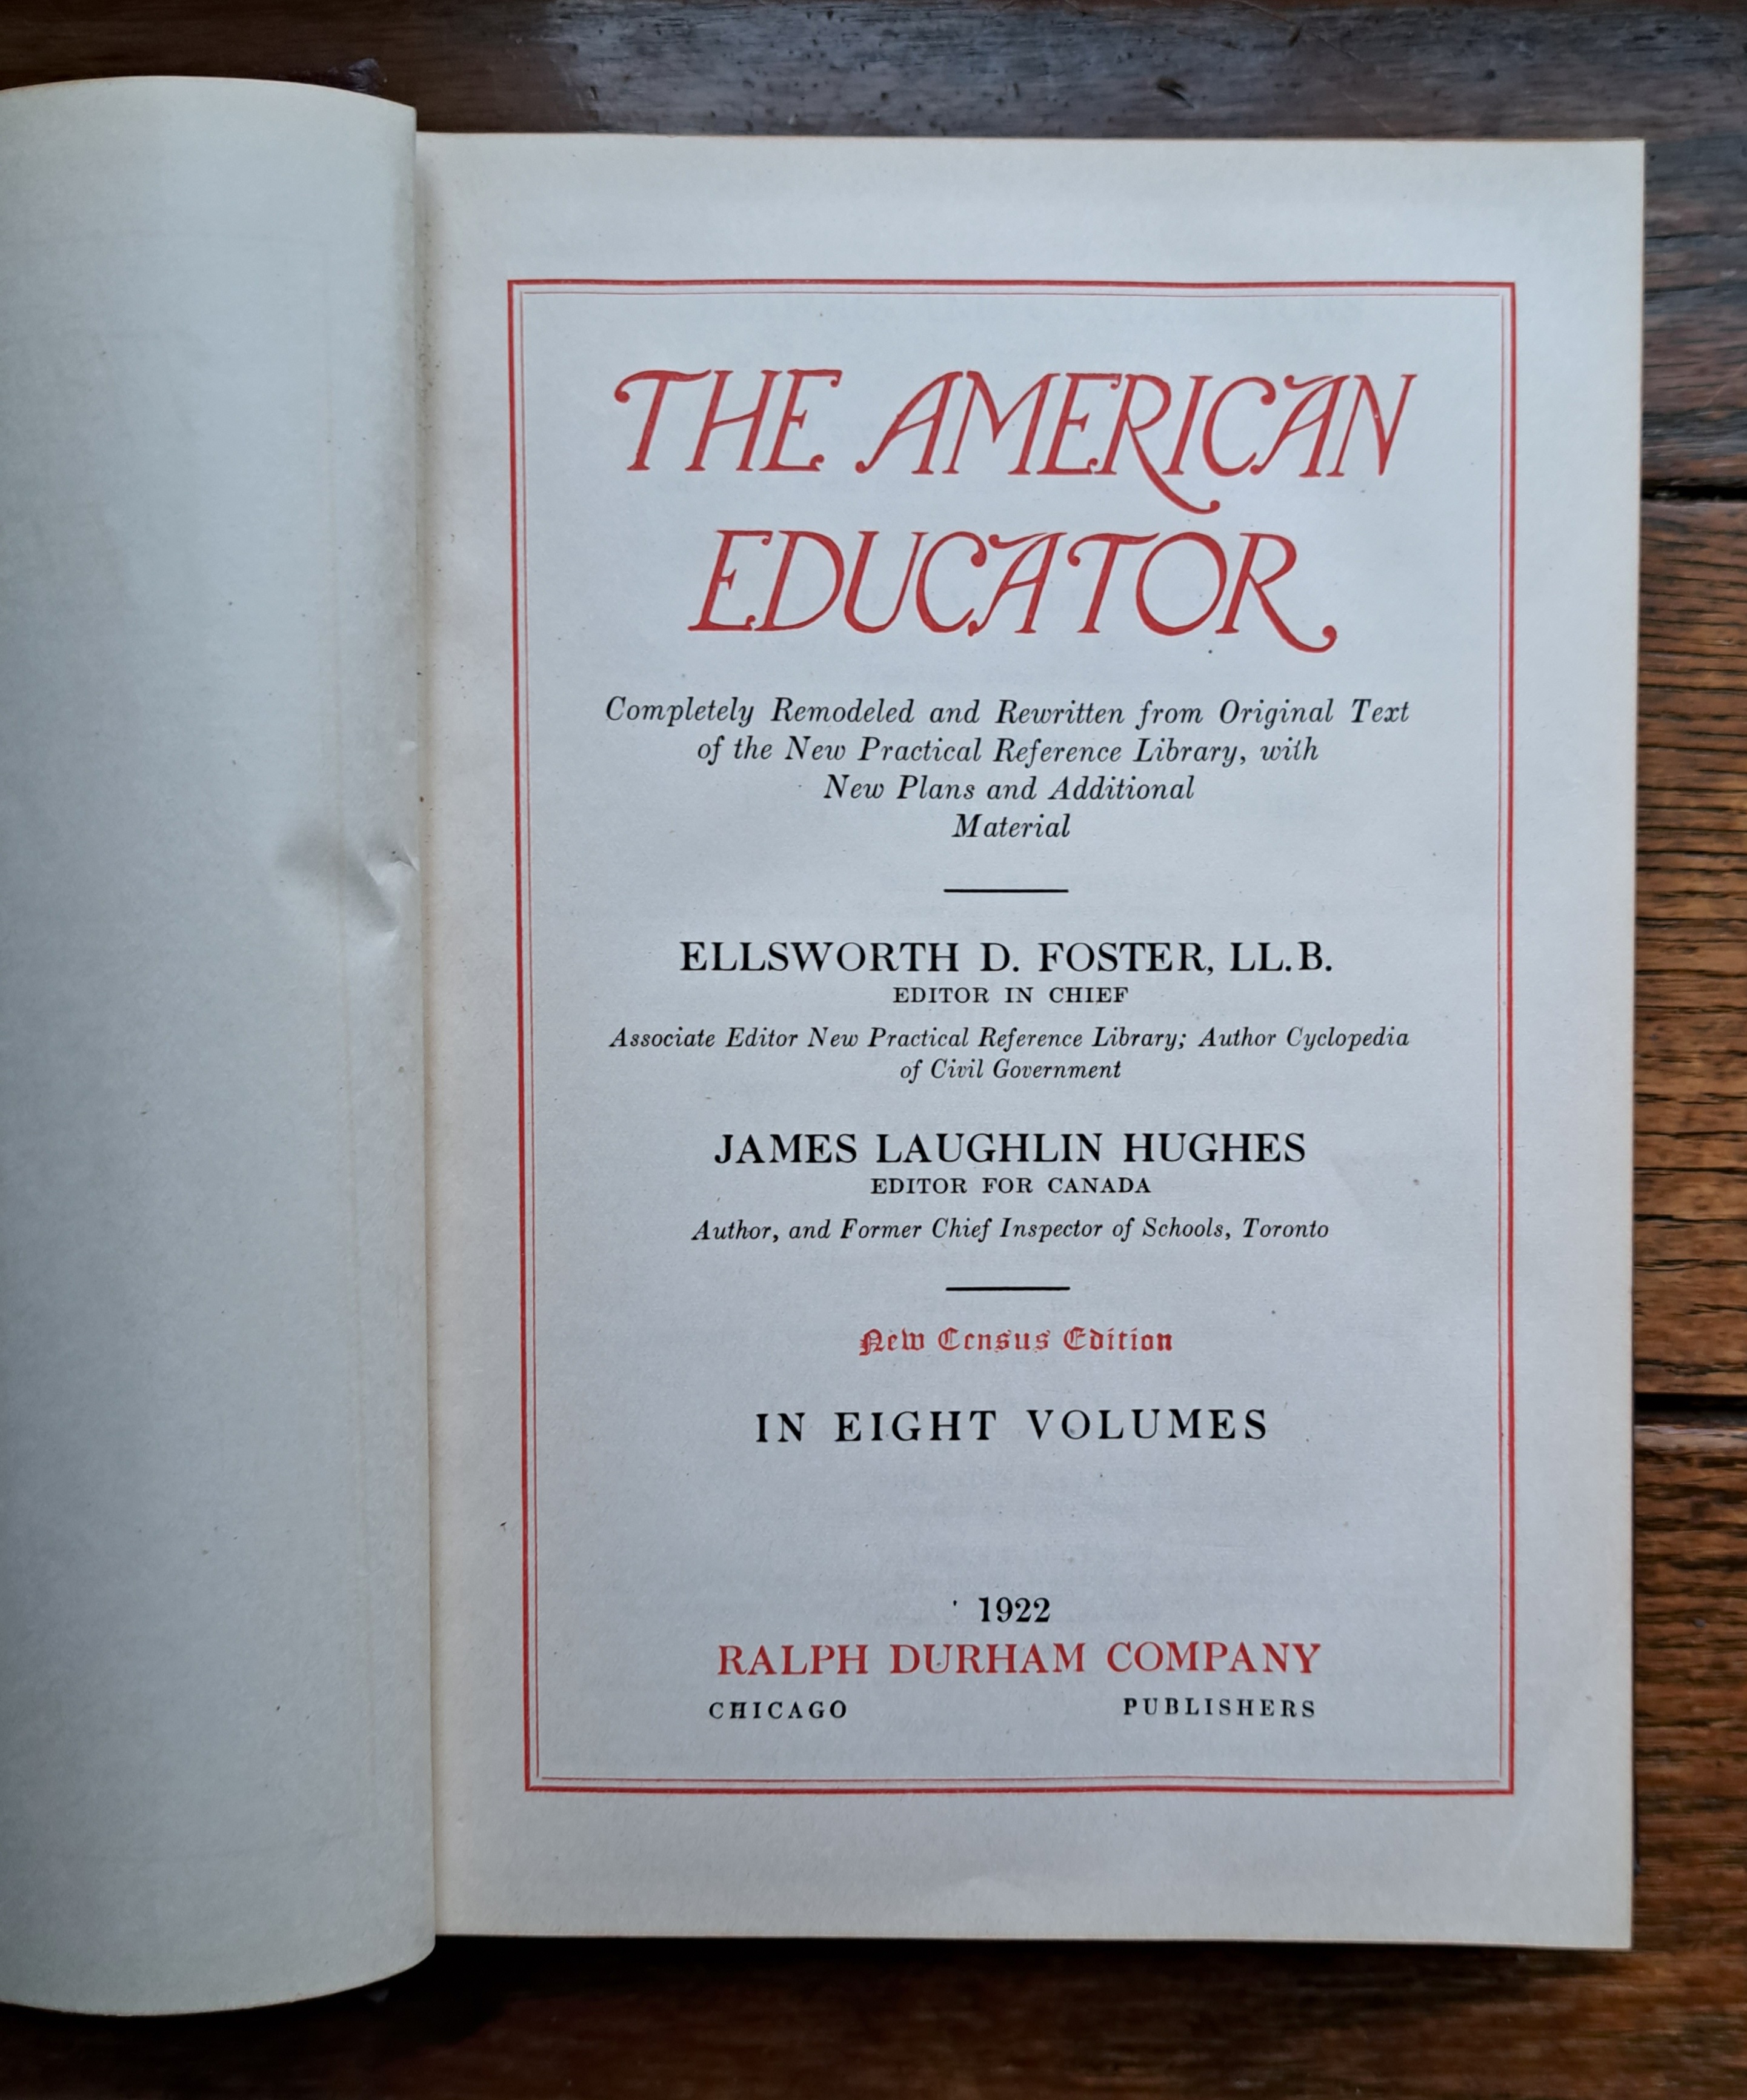 THE AMERICAN
EDUCATOR
Completely Remodeled and Rewritten from Original Text
of the New Practical Reference Library, with
New Plans and Additional
Material
ELLSWORTH D. FOSTER, LL.B.
EDITOR IN CHIEF
Associate Editor New Practical Reference Library; Author Cyclopedia
of Civil Government
JAMES LAUGHLIN HUGHES
EDITOR FOR CANADA
Author, and Former Chief Inspector of Schools, Toronto
New Census Edition
IN EIGHT VOLUMES
1922
RALPH DURHAM COMPANY
CHICAGO PUBLISHERS